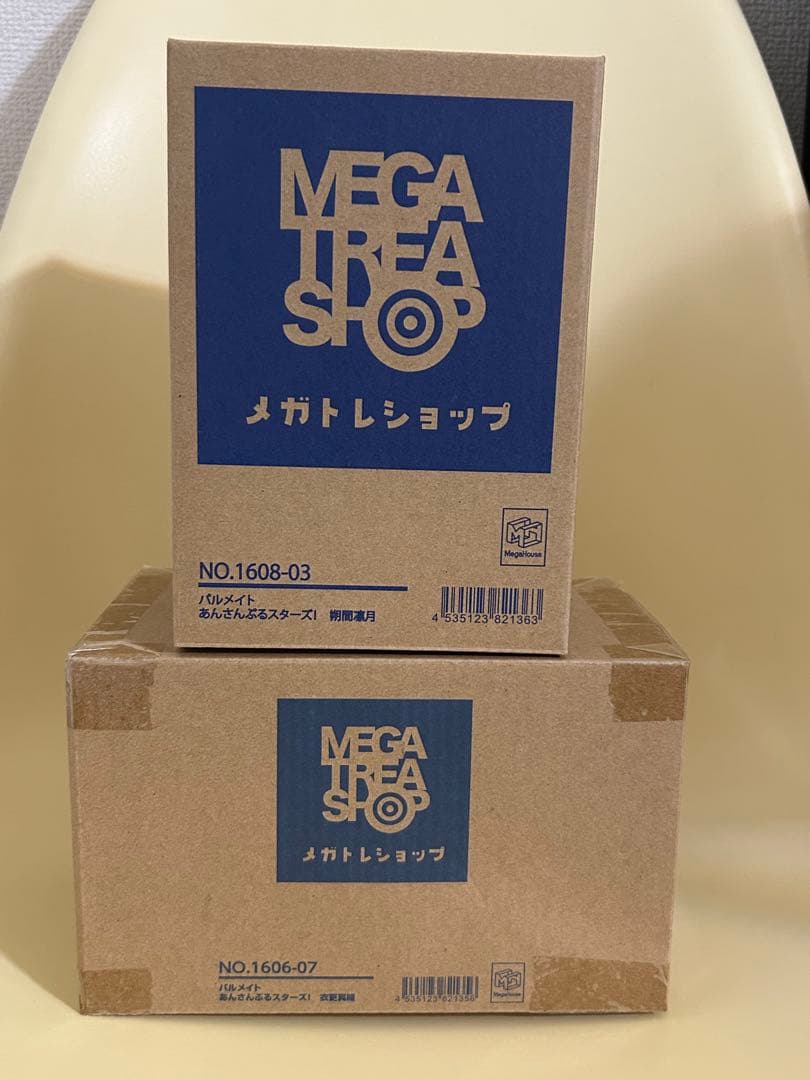 MEGA
TREA
SHOP
メガトレショップ
MegaHouse
NO.1608-03
パルメイト
あんさんぶるスターズ! 朔間凛月
4 535123 821363
MEGA
TREA
SHOP
メガトレショップ
NO.1606-07
パルメイト
あんさんぶるスターズ! 衣更真緒
4 535123 821356
MegaHouse